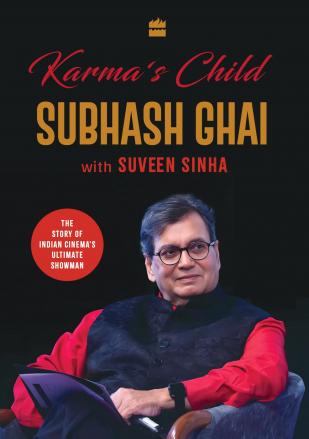 Karma's Child
SUBHASH GHAI
with SUVEEN SINHA
THE
STORY OF
INDIAN CINEMA'S
ULTIMATE
SHOWMAN